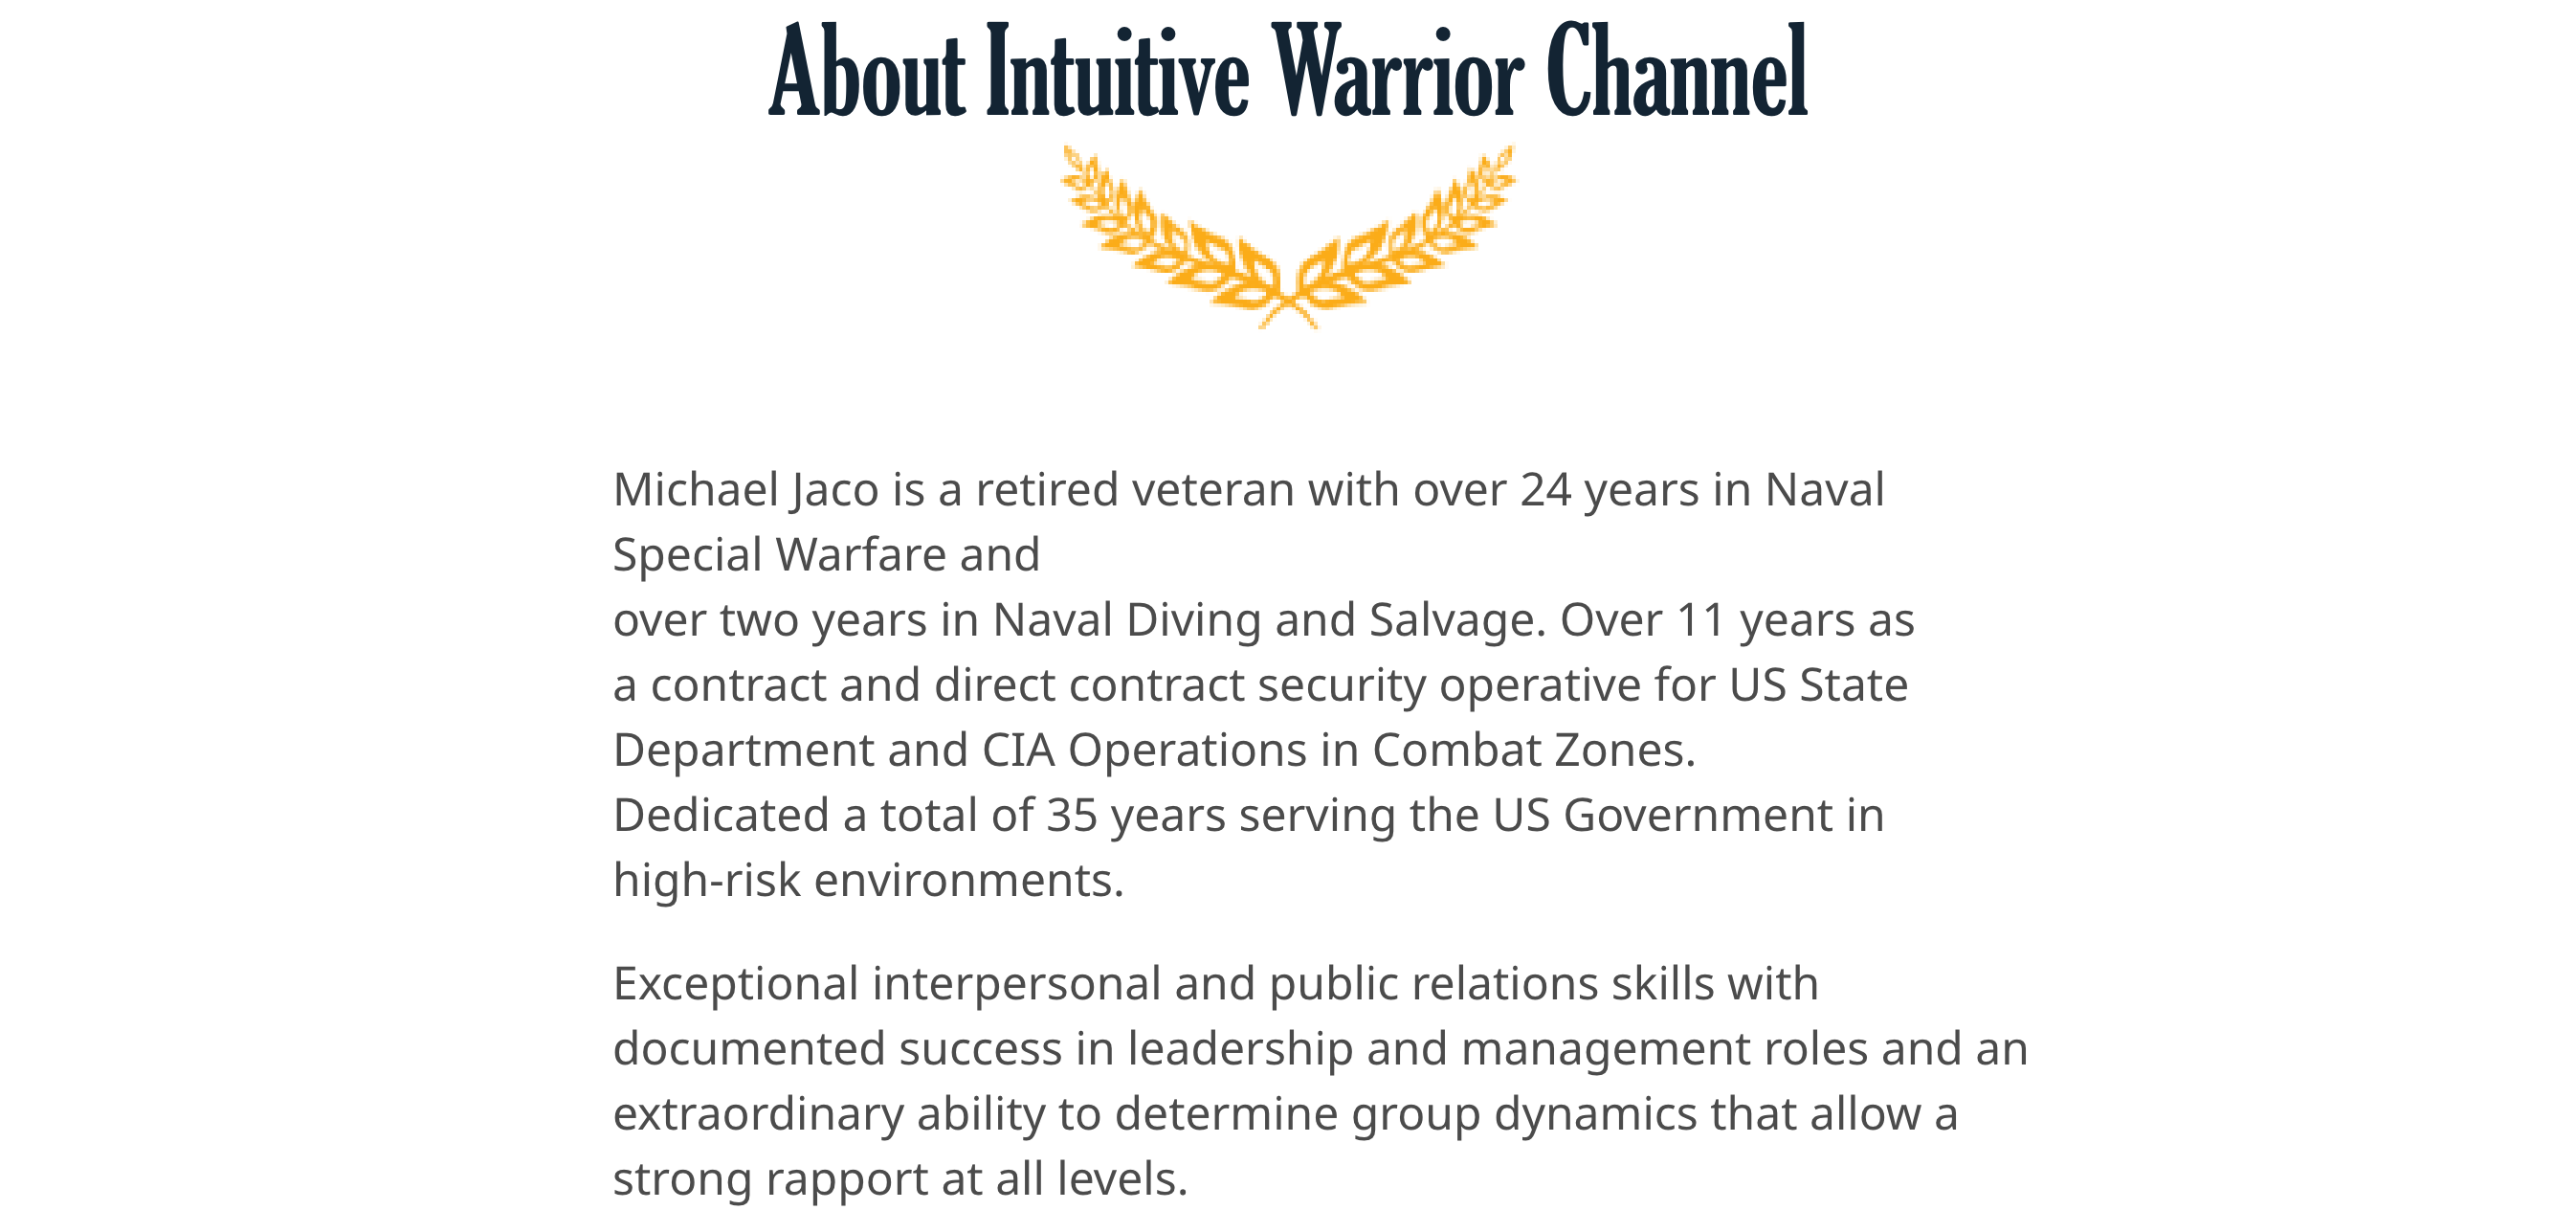 About Intuitive Warrior Channel
Michael Jaco is a retired veteran with over 24 years in Naval
Special Warfare and
over two years in Naval Diving and Salvage. Over 11 years as
a contract and direct contract security operative for US State
Department and CIA Operations in Combat Zones.
Dedicated a total of 35 years serving the US Government in
high-risk environments.
Exceptional interpersonal and public relations skills with
documented success in leadership and management roles and an
extraordinary ability to determine group dynamics that allow a
strong rapport at all levels.